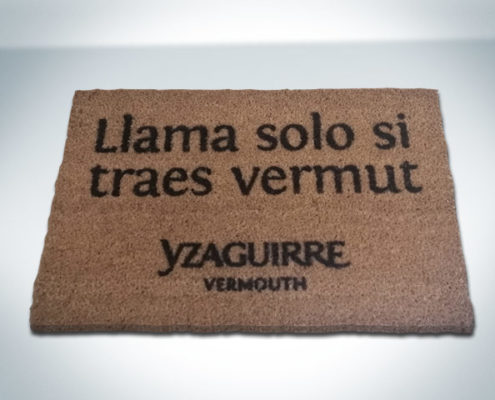 Llama solo si
traes vermut
YZAGUIRRE
VERMOUTH